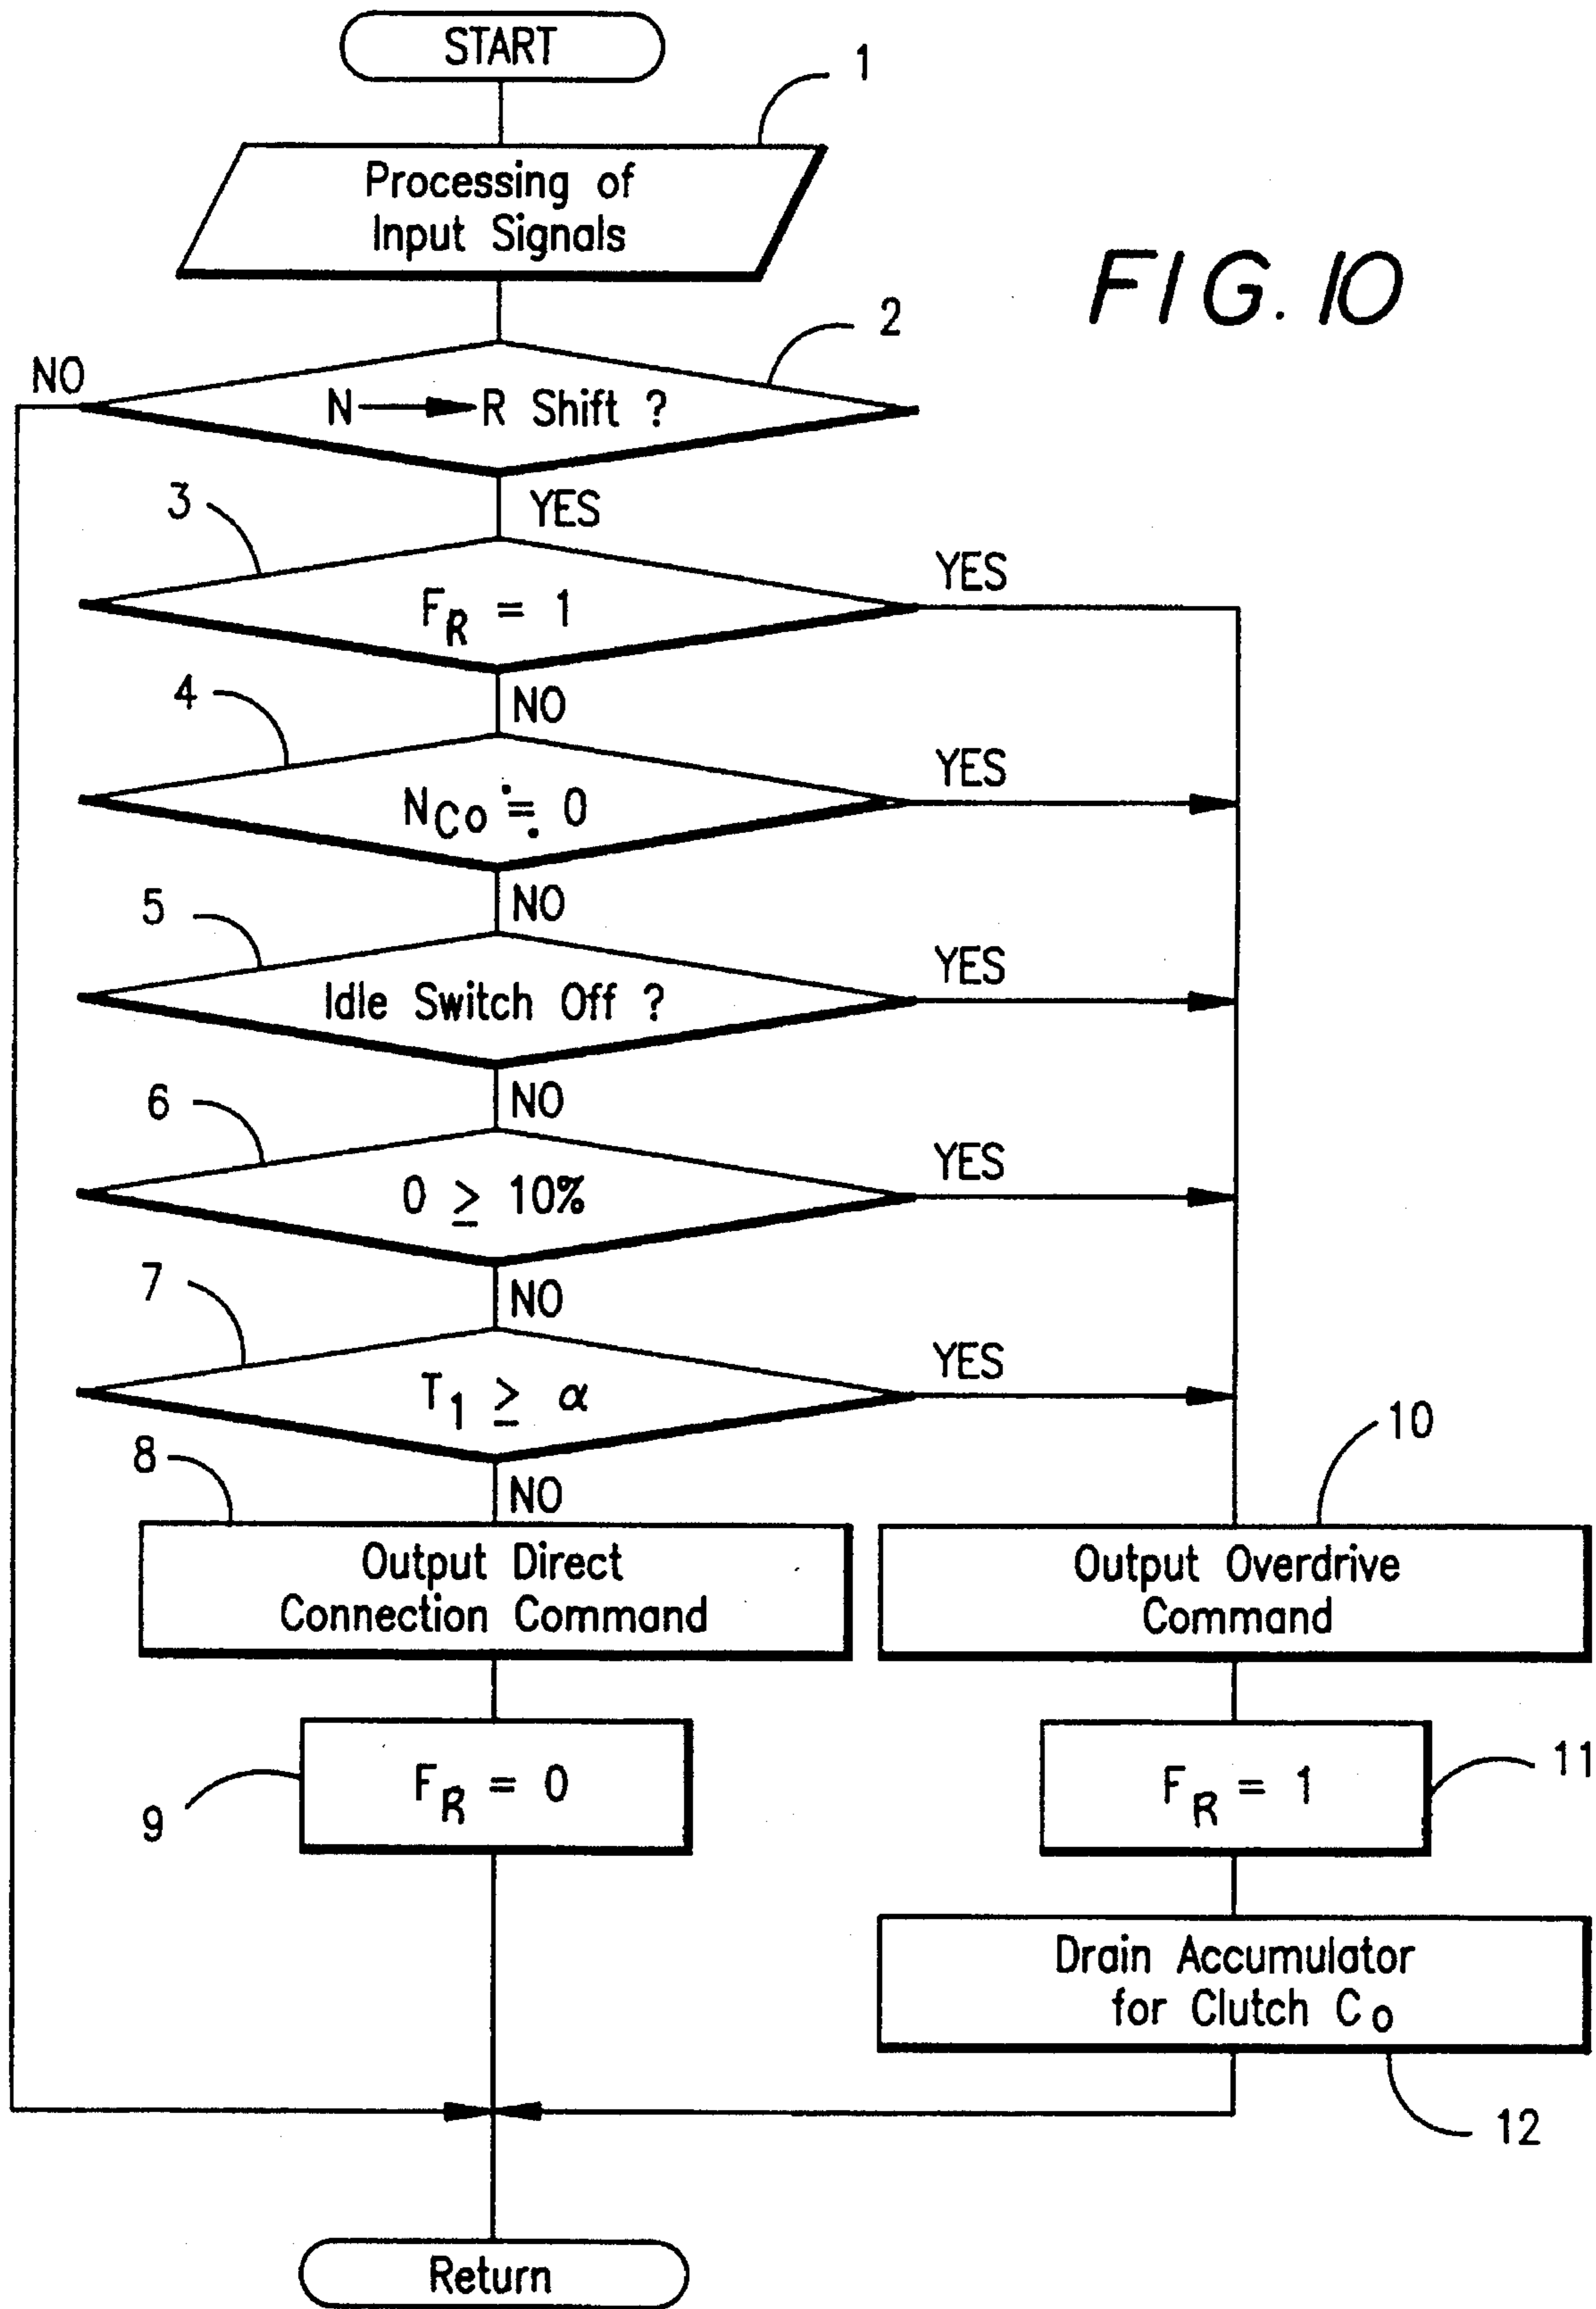 START
1
Processing of
Input Signals
FIG. 10
2
NO
N→R Shift ?
YES
3
F_R = 1
YES
NO
4
N_Co ≒ 0
YES
NO
5
Idle Switch Off ?
YES
NO
6
0 ≥ 10%
YES
NO
7
T_1 ≥ α
YES
NO
8
Output Direct
Connection Command
10
Output Overdrive
Command
9
F_R = 0
11
F_R = 1
Drain Accumulator
for Clutch C_o
12
Return